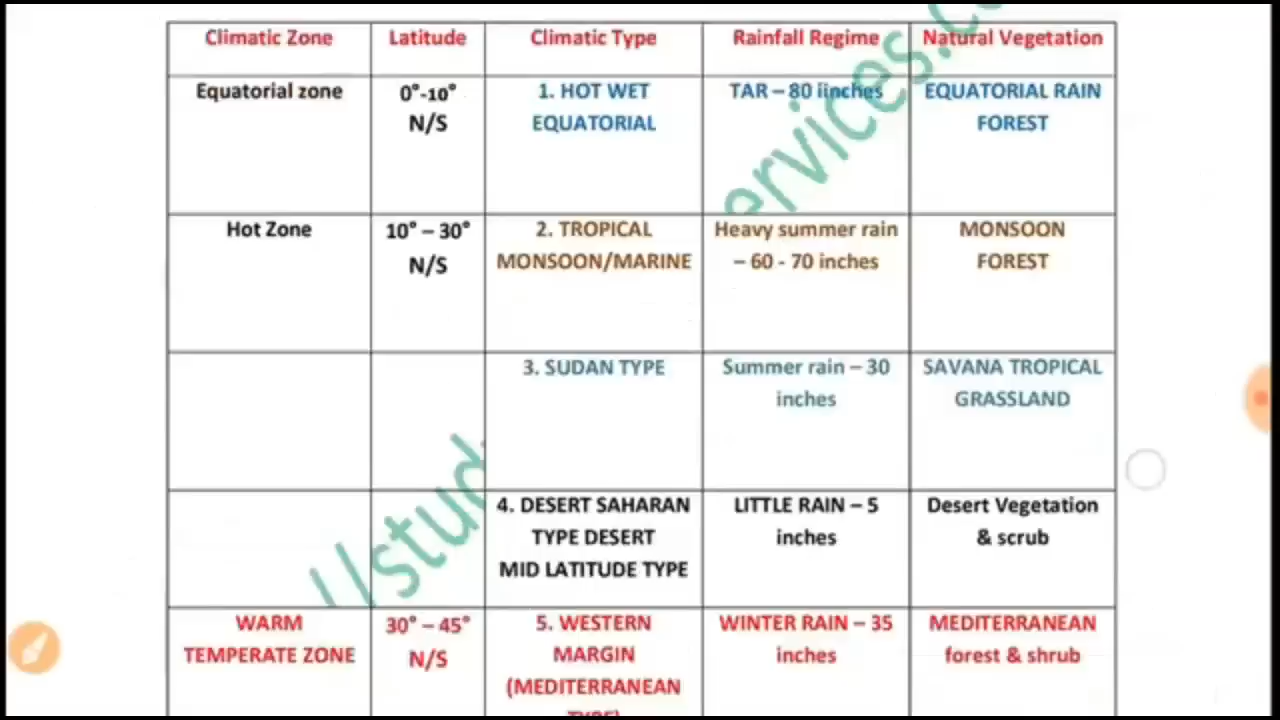 Climatic Zone Latitude Climatic Type Rainfall Regime Natural Vegetation
Equatorial zone 0°-10° 1. HOT WET TAR – 80 iinches EQUATORIAL RAIN
N/S EQUATORIAL FOREST
Hot Zone 10° – 30° 2. TROPICAL Heavy summer rain MONSOON
N/S MONSOON/MARINE – 60 - 70 inches FOREST
3. SUDAN TYPE Summer rain – 30 SAVANA TROPICAL
inches GRASSLAND
4. DESERT SAHARAN LITTLE RAIN – 5 Desert Vegetation
TYPE DESERT inches & scrub
MID LATITUDE TYPE
WARM 30° – 45° 5. WESTERN WINTER RAIN – 35 MEDITERRANEAN
TEMPERATE ZONE N/S MARGIN inches forest & shrub
(MEDITERRANEAN